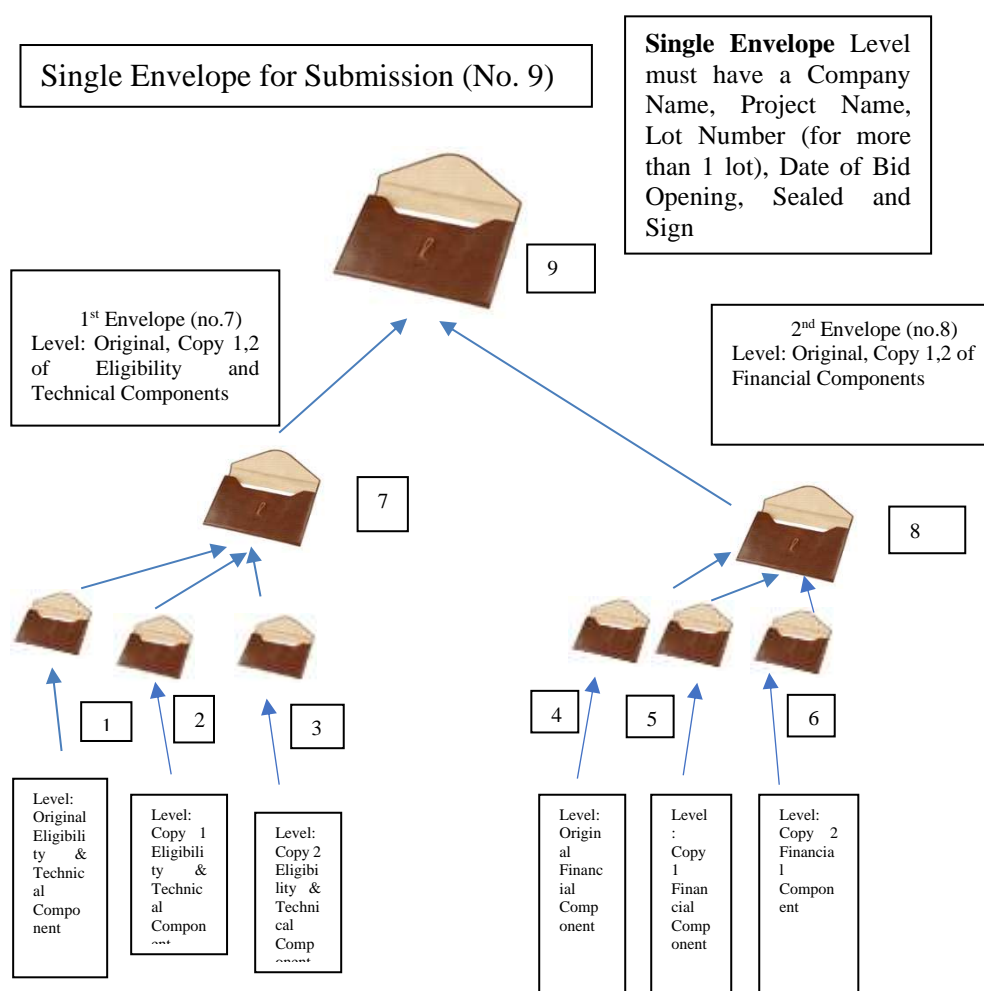 Single Envelope for Submission (No. 9)
Single Envelope Level
must have a Company
Name, Project Name,
Lot Number (for more
than 1 lot), Date of Bid
Opening, Sealed and
Sign
9
1st Envelope (no.7)
Level: Original, Copy 1,2
of Eligibility and
Technical Components
2nd Envelope (no.8)
Level: Original, Copy 1,2 of
Financial Components
7
8
1
2
3
4
5
6
Level:
Original
Eligibili
ty &
Technic
al
Compo
nent
Level:
Copy 1
Eligibili
ty &
Technic
al
Compon
ent
Level:
Copy 2
Eligibi
lity &
Techni
cal
Comp
onent
Level:
Origin
al
Financ
ial
Comp
onent
Level
:
Copy
1
Finan
cial
Comp
onent
Level:
Copy 2
Financia
l
Compon
ent